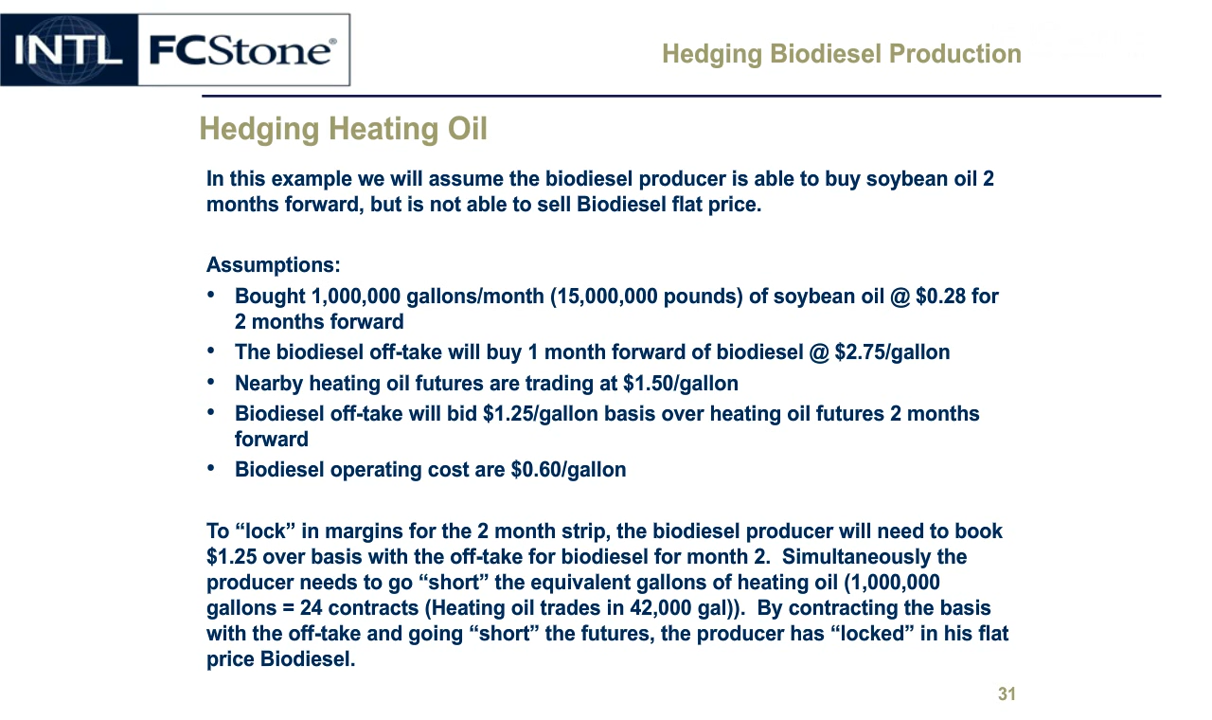 INTL FCStone®
Hedging Biodiesel Production
Hedging Heating Oil
In this example we will assume the biodiesel producer is able to buy soybean oil 2
months forward, but is not able to sell Biodiesel flat price.
Assumptions:
• Bought 1,000,000 gallons/month (15,000,000 pounds) of soybean oil @ $0.28 for
2 months forward
• The biodiesel off-take will buy 1 month forward of biodiesel @ $2.75/gallon
• Nearby heating oil futures are trading at $1.50/gallon
• Biodiesel off-take will bid $1.25/gallon basis over heating oil futures 2 months
forward
• Biodiesel operating cost are $0.60/gallon
To “lock” in margins for the 2 month strip, the biodiesel producer will need to book
$1.25 over basis with the off-take for biodiesel for month 2.  Simultaneously the
producer needs to go “short” the equivalent gallons of heating oil (1,000,000
gallons = 24 contracts (Heating oil trades in 42,000 gal)).  By contracting the basis
with the off-take and going “short” the futures, the producer has “locked” in his flat
price Biodiesel.
31